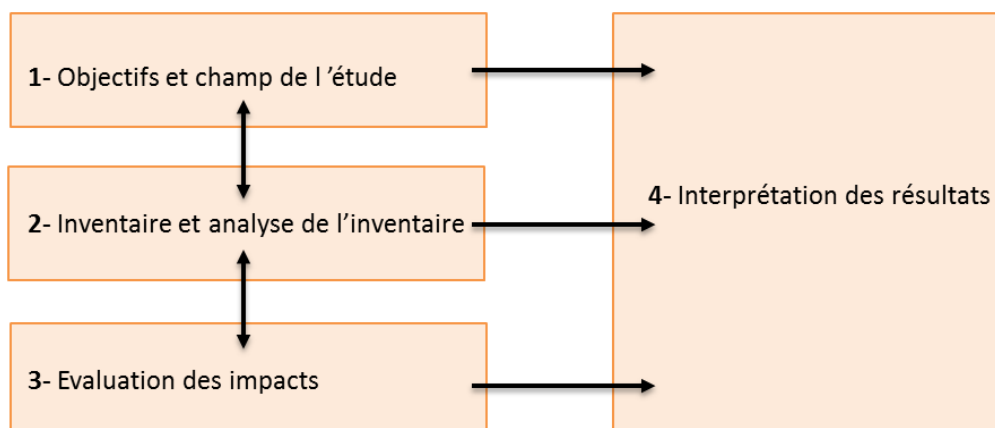 1- Objectifs et champ de l ’étude
2- Inventaire et analyse de l’inventaire
3- Evaluation des impacts
4- Interprétation des résultats